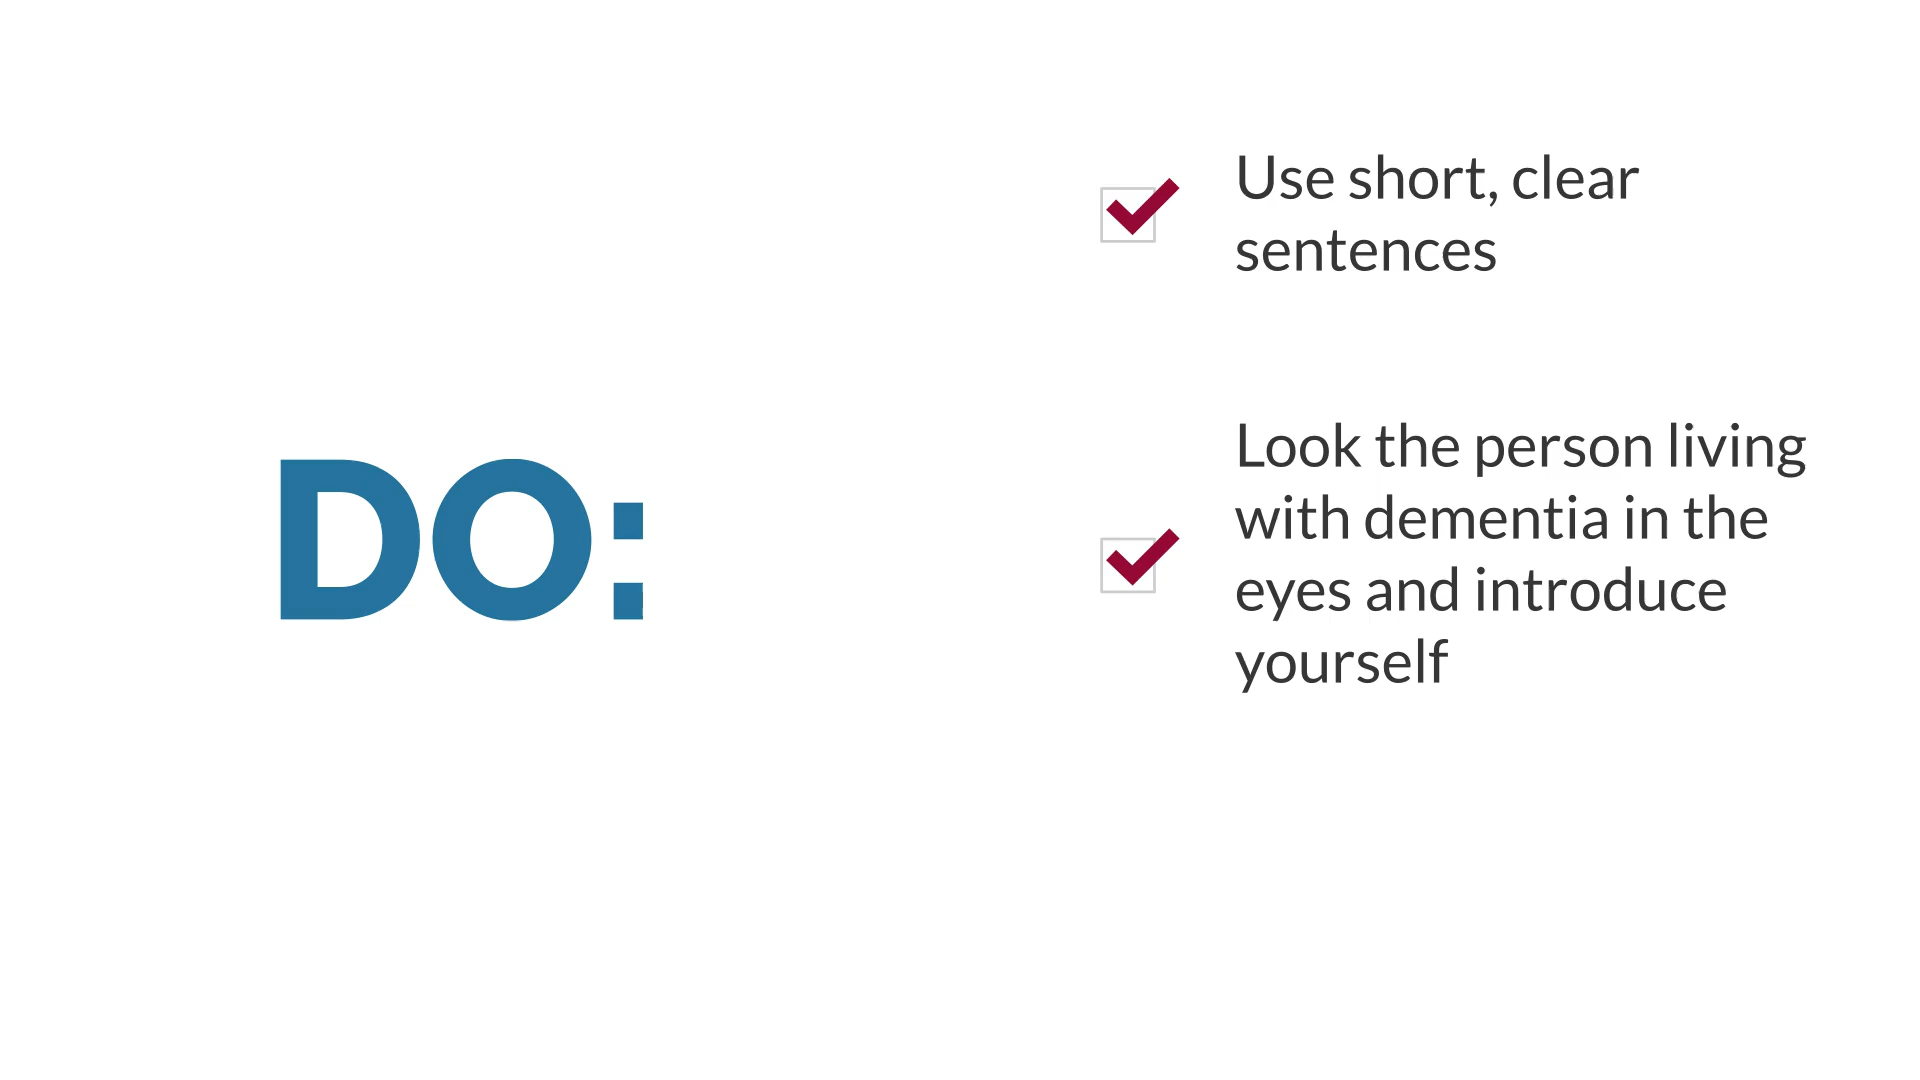 DO:
Use short, clear
sentences
Look the person living
with dementia in the
eyes and introduce
yourself